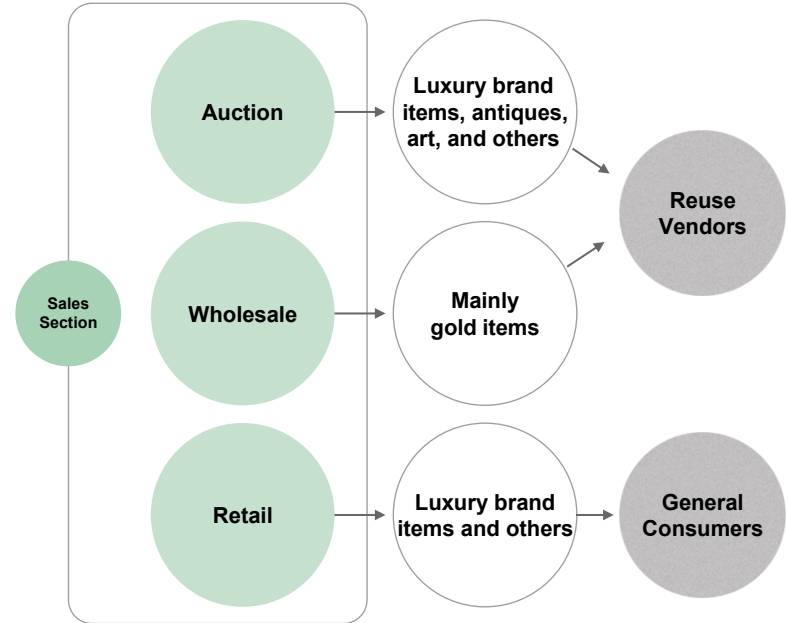 Auction
Luxury brand
items, antiques,
art, and others
Reuse
Vendors
Sales
Section
Wholesale
Mainly
gold items
Retail
Luxury brand
items and others
General
Consumers